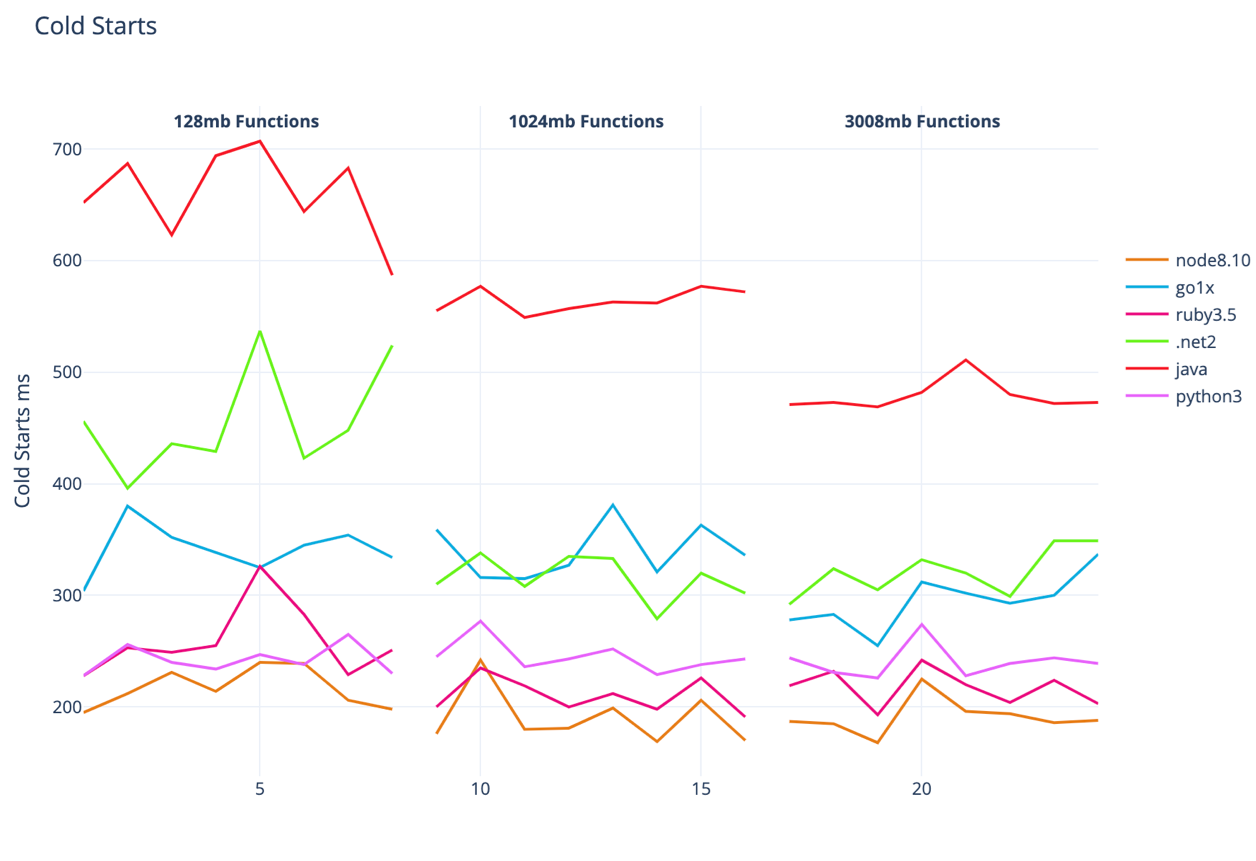 Cold Starts
128mb Functions
1024mb Functions
3008mb Functions
Cold Starts ms
700
600
500
400
300
200
5
10
15
20
node8.10
go1x
ruby3.5
.net2
java
python3